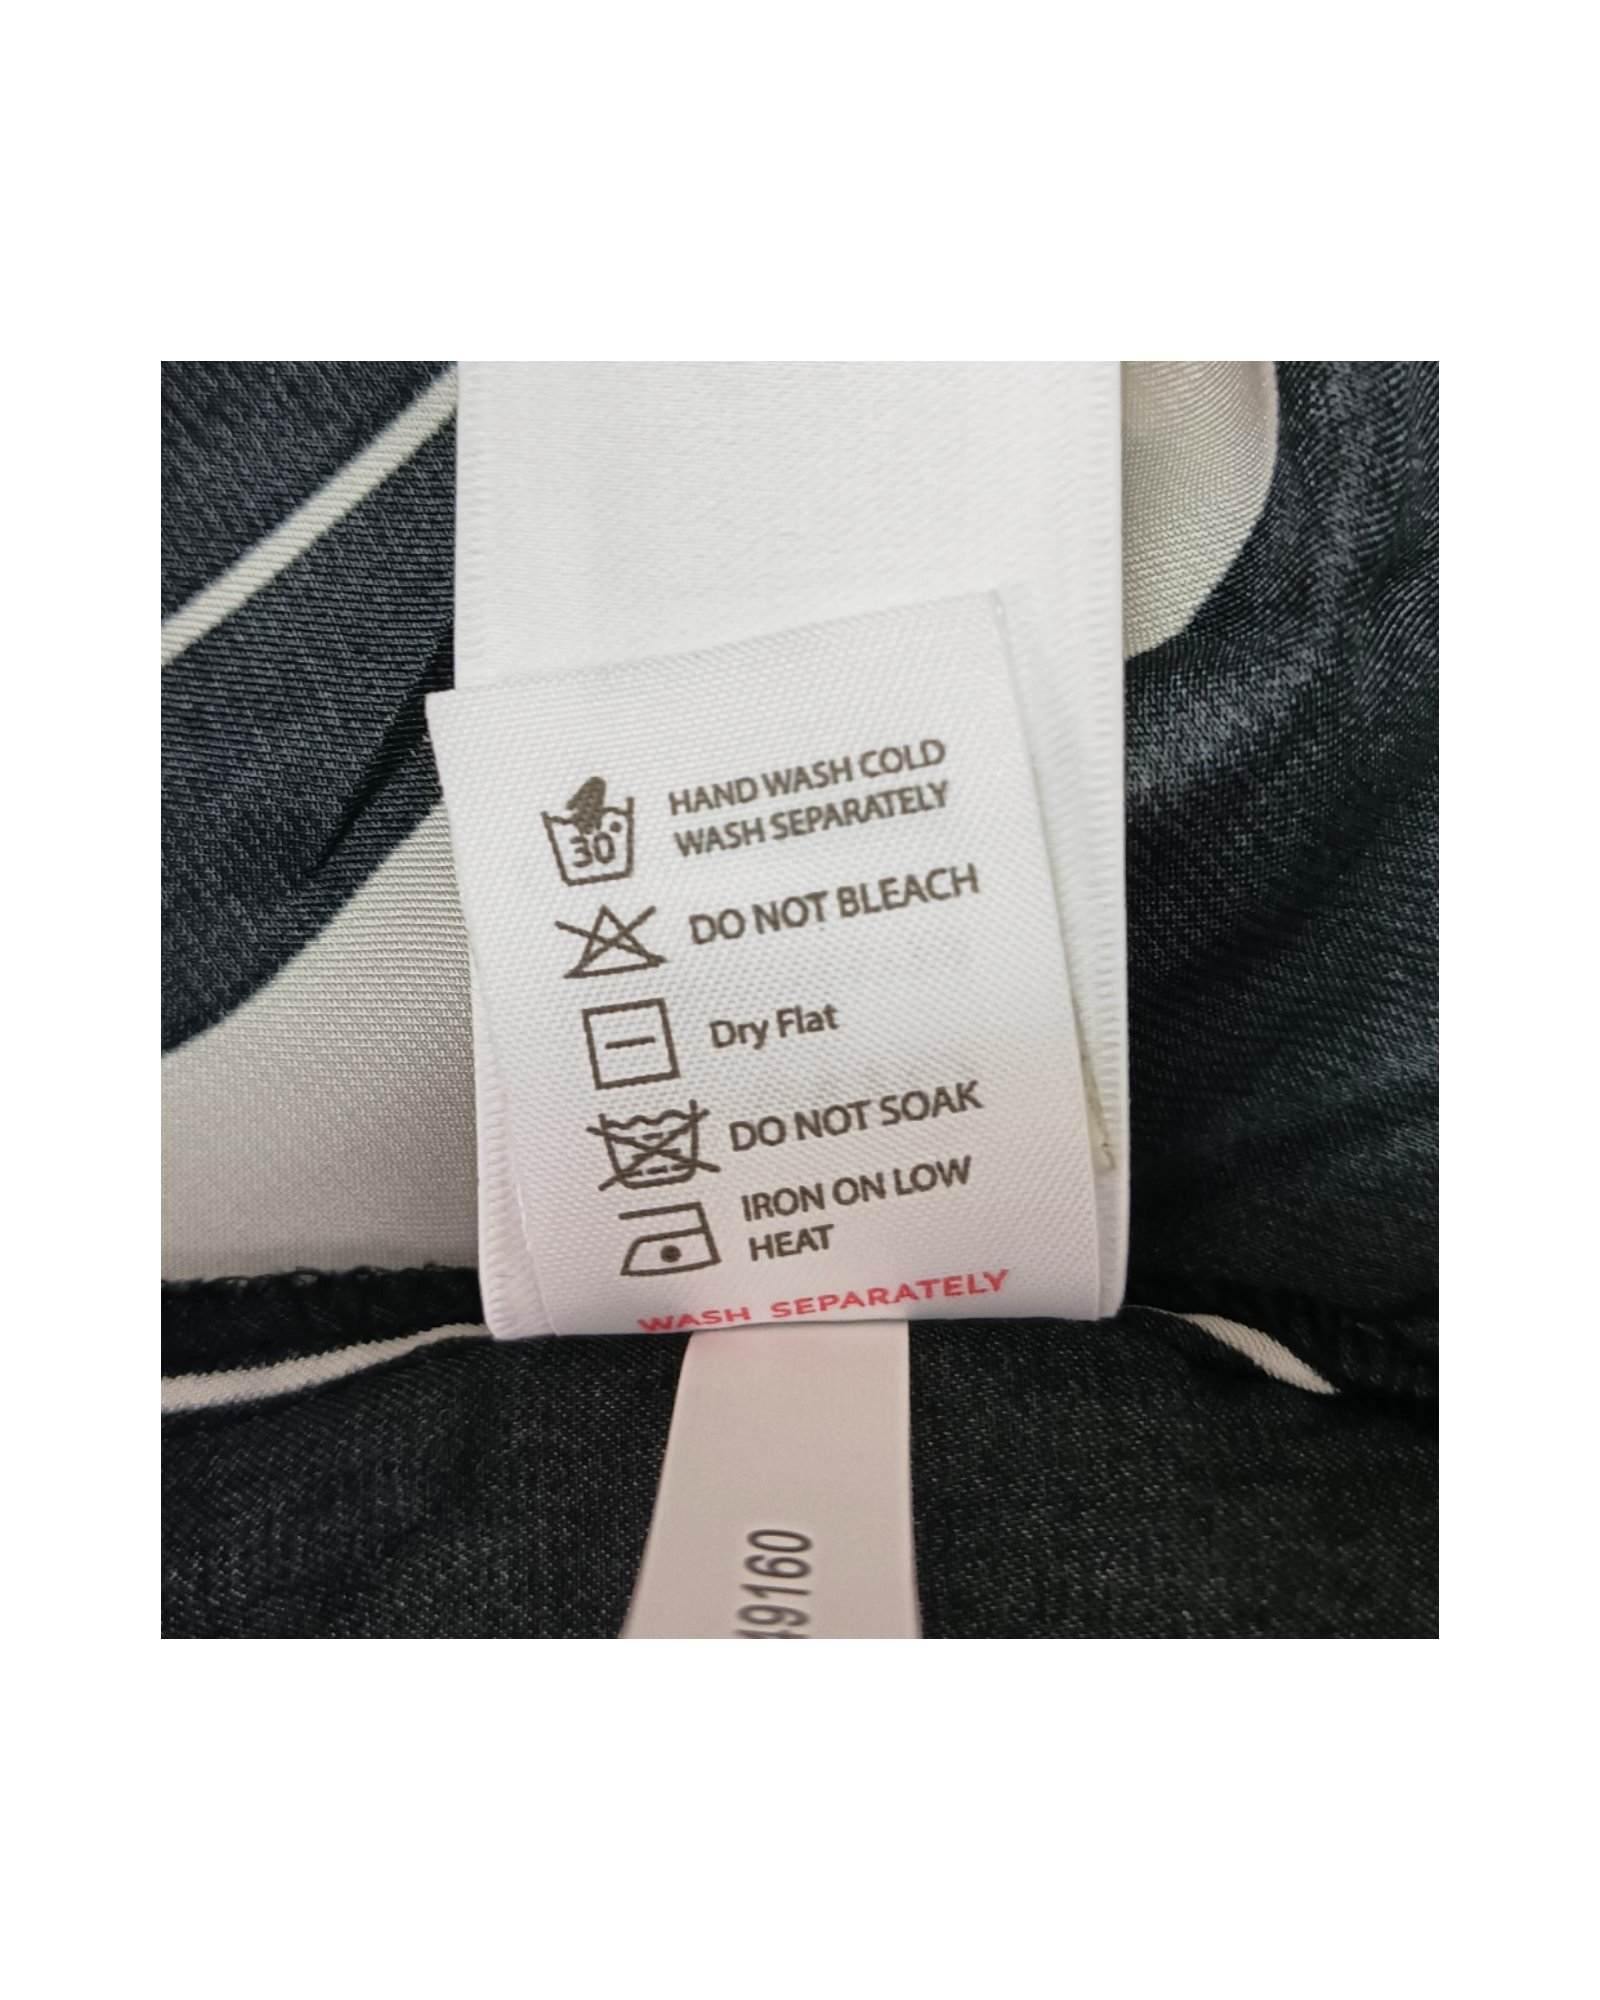 30°
HAND WASH COLD
WASH SEPARATELY
DO NOT BLEACH
Dry Flat
DO NOT SOAK
IRON ON LOW
HEAT
WASH SEPARATELY
49160